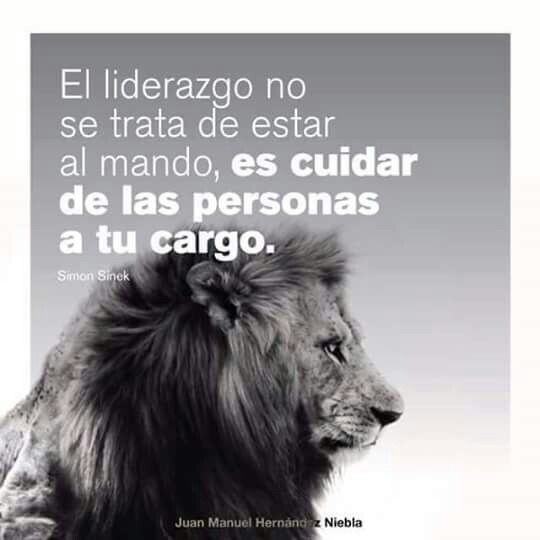 El liderazgo no
se trata de estar
al mando, es cuidar
de las personas
a tu cargo.
Simon Sinek
Juan Manuel Hernández Niebla